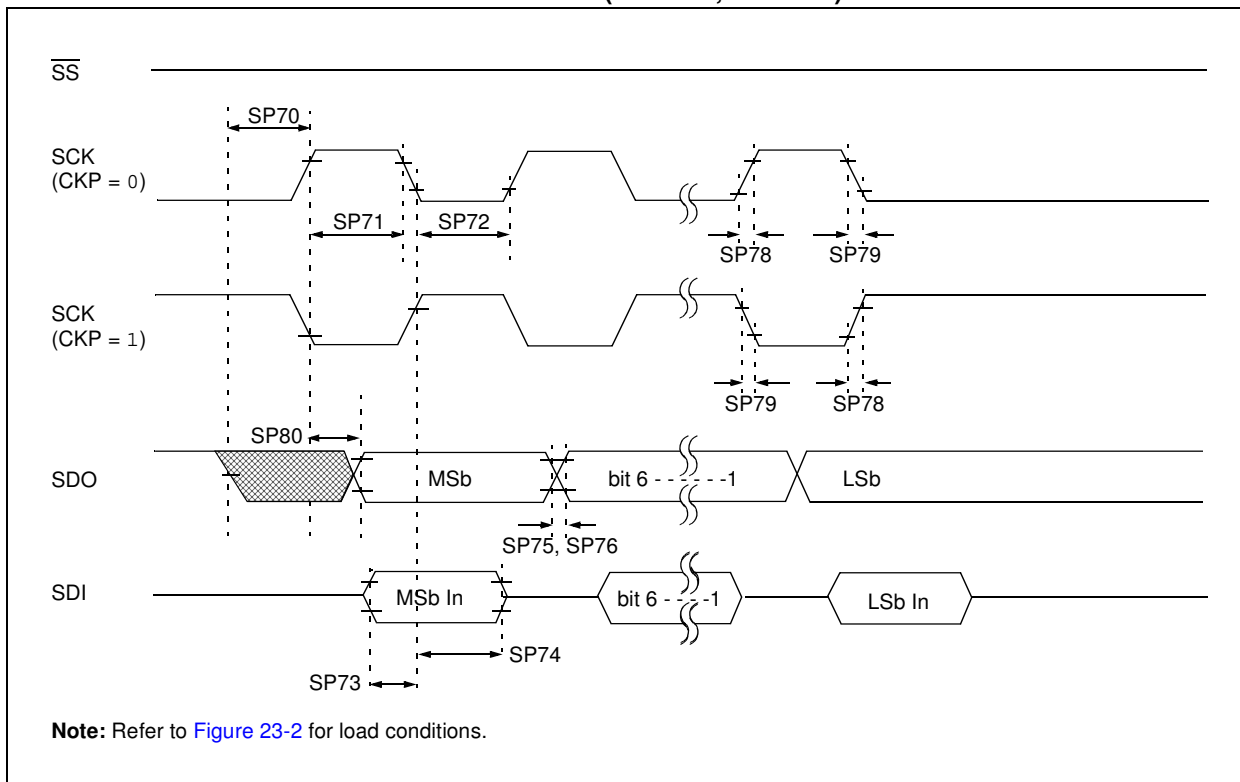 SS
SP70
SCK
(CKP = 0)
SP71
SP72
SP78
SP79
SCK
(CKP = 1)
SP79
SP78
SP80
SDO
MSb
bit 6 - - - - - -1
LSb
SP75, SP76
SDI
MSb In
bit 6 - - - - -1
LSb In
SP74
SP73
Note: Refer to Figure 23-2 for load conditions.